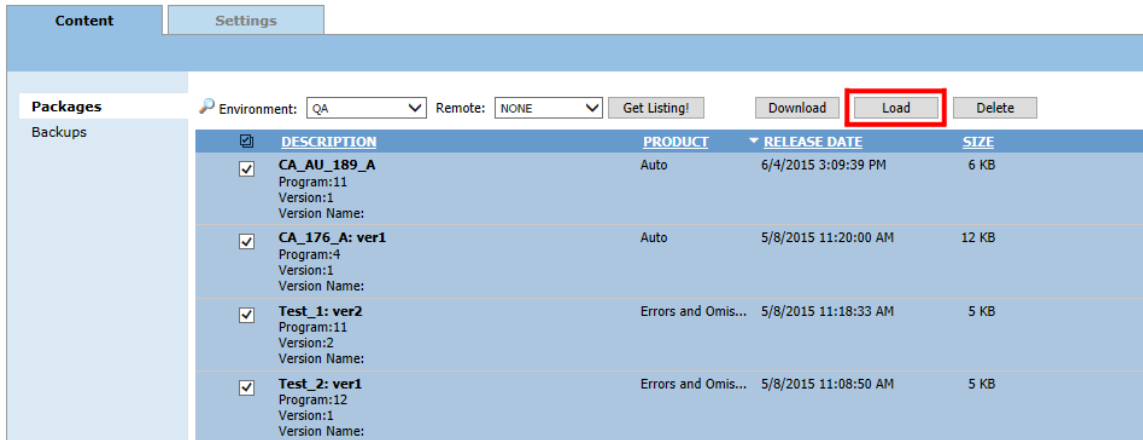 Content Settings
Packages
Backups
Environment: QA Remote: NONE Get Listing! Download Load Delete
DESCRIPTION PRODUCT RELEASE DATE SIZE
CA_AU_189_A Auto 6/4/2015 3:09:39 PM 6 KB
Program:11
Version:1
Version Name:
CA_176_A: ver1 Auto 5/8/2015 11:20:00 AM 12 KB
Program:4
Version:1
Version Name:
Test_1: ver2 Errors and Omis... 5/8/2015 11:18:33 AM 5 KB
Program:11
Version:2
Version Name:
Test_2: ver1 Errors and Omis... 5/8/2015 11:08:50 AM 5 KB
Program:12
Version:1
Version Name: